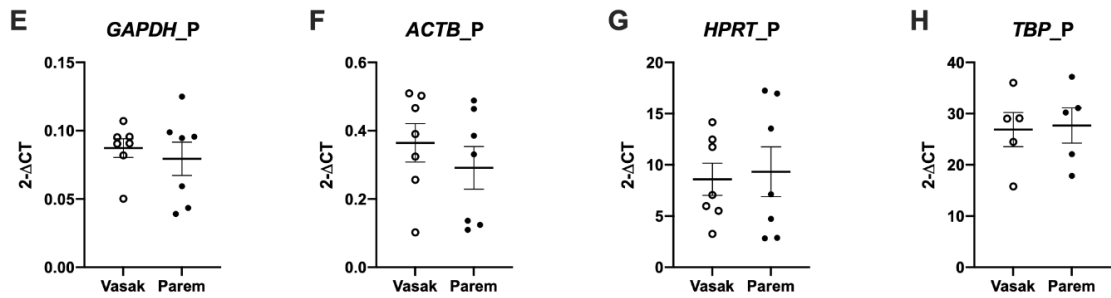 E GAPDH_P
2-ΔCT
0.15
0.10
0.05
0.00
Vasak Parem
F ACTB_P
2-ΔCT
0.6
0.4
0.2
0.0
Vasak Parem
G HPRT_P
2-ΔCT
20
15
10
5
0
Vasak Parem
H TBP_P
2-ΔCT
40
30
20
10
0
Vasak Parem